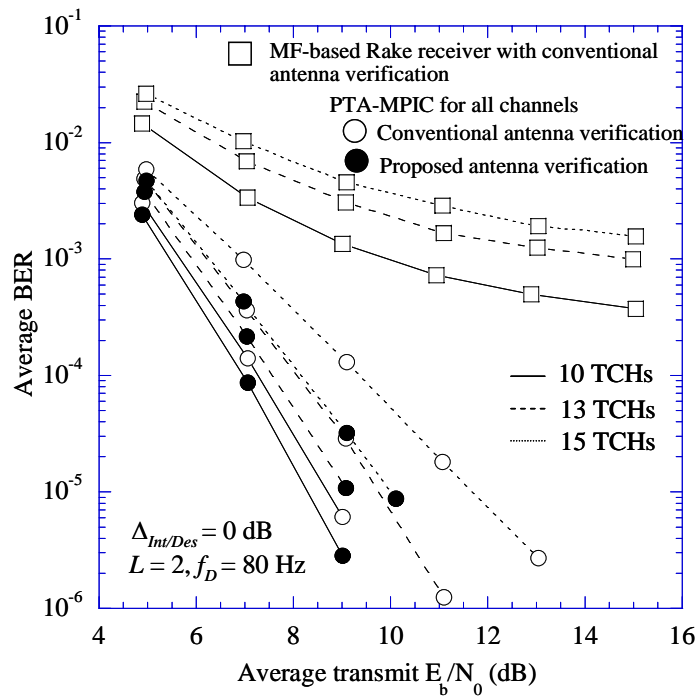 10^-1
10^-2
10^-3
10^-4
10^-5
10^-6
Average BER
MF-based Rake receiver with conventional
antenna verification
PTA-MPIC for all channels
Conventional antenna verification
Proposed antenna verification
10 TCHs
13 TCHs
15 TCHs
Δ_Int/Des = 0 dB
L = 2, f_D = 80 Hz
4 6 8 10 12 14 16
Average transmit E_b/N_0 (dB)